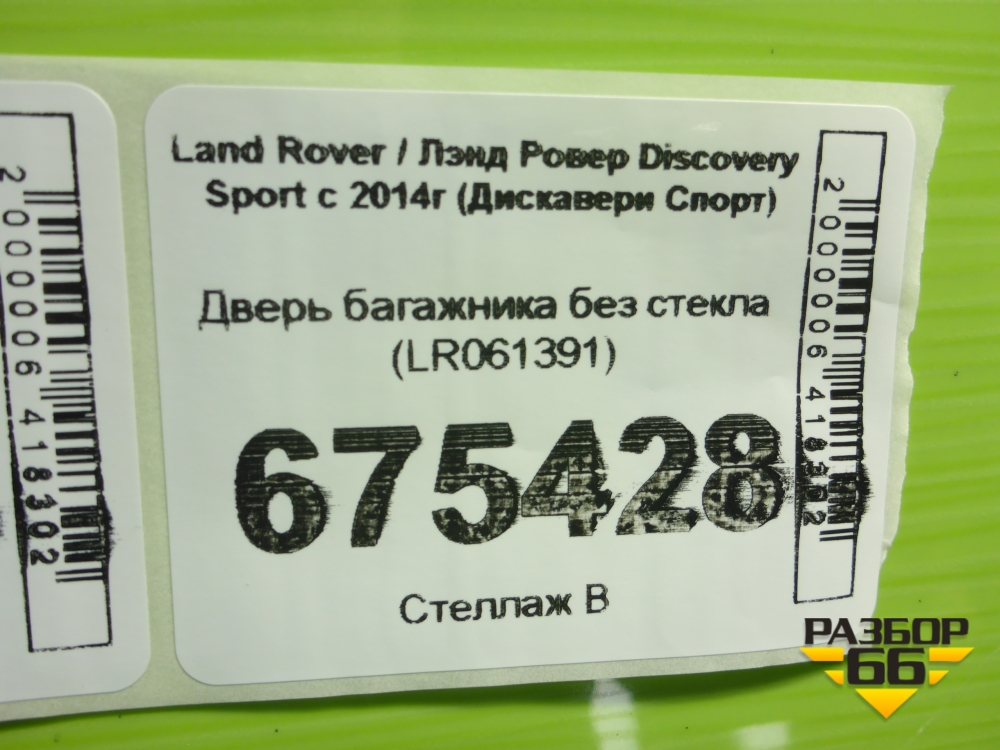 Land Rover / Лэнд Ровер Discovery
Sport с 2014г (Дискавери Спорт)
Дверь багажника без стекла
(LR061391)
675428
Стеллаж В
2000006418302
2000006418302
РАЗБОР
66